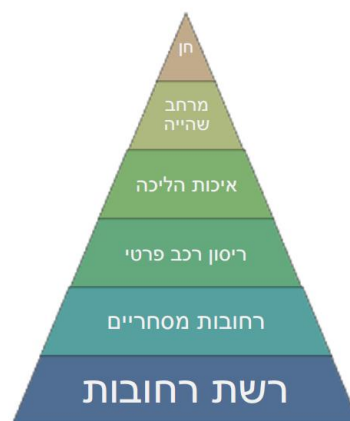 חן
מרחב
שהייה
איכות הליכה
ריסון רכב פרטי
רחובות מסחריים
רשת רחובות